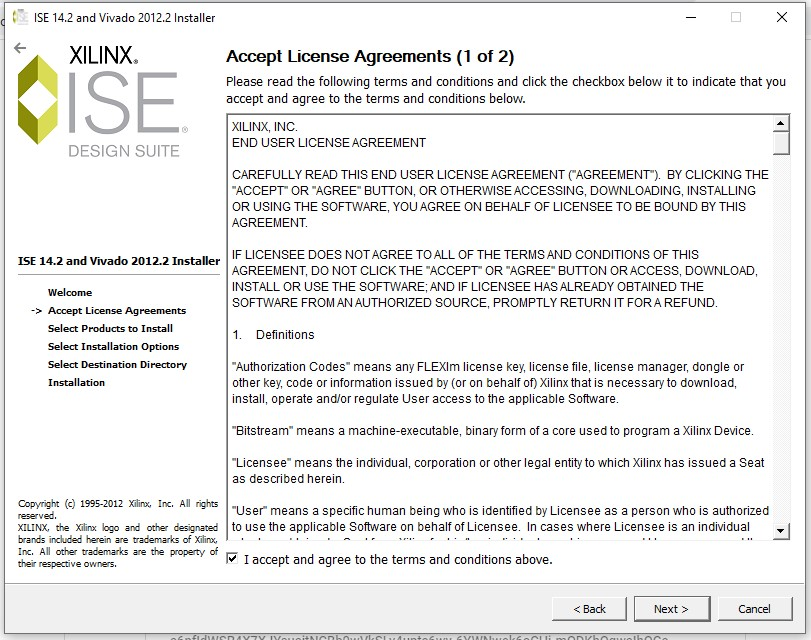 ISE 14.2 and Vivado 2012.2 Installer
XILINX®
ISE®
DESIGN SUITE
ISE 14.2 and Vivado 2012.2 Installer
Welcome
-> Accept License Agreements
Select Products to Install
Select Installation Options
Select Destination Directory
Installation
Copyright (c) 1995-2012 Xilinx, Inc. All rights
reserved.
XILINX, the Xilinx logo and other designated
brands included herein are trademarks of Xilinx,
Inc. All other trademarks are the property of
their respective owners.
Accept License Agreements (1 of 2)
Please read the following terms and conditions and click the checkbox below it to indicate that you
accept and agree to the terms and conditions below.
XILINX, INC.
END USER LICENSE AGREEMENT
CAREFULLY READ THIS END USER LICENSE AGREEMENT ("AGREEMENT"). BY CLICKING THE
"ACCEPT" OR "AGREE" BUTTON, OR OTHERWISE ACCESSING, DOWNLOADING, INSTALLING
OR USING THE SOFTWARE, YOU AGREE ON BEHALF OF LICENSEE TO BE BOUND BY THIS
AGREEMENT.
IF LICENSEE DOES NOT AGREE TO ALL OF THE TERMS AND CONDITIONS OF THIS
AGREEMENT, DO NOT CLICK THE "ACCEPT" OR "AGREE" BUTTON OR ACCESS, DOWNLOAD,
INSTALL OR USE THE SOFTWARE; AND IF LICENSEE HAS ALREADY OBTAINED THE
SOFTWARE FROM AN AUTHORIZED SOURCE, PROMPTLY RETURN IT FOR A REFUND.
1. Definitions
"Authorization Codes" means any FLEXlm license key, license file, license manager, dongle or
other key, code or information issued by (or on behalf of) Xilinx that is necessary to download,
install, operate and/or regulate User access to the applicable Software.
"Bitstream" means a machine-executable, binary form of a core used to program a Xilinx Device.
"Licensee" means the individual, corporation or other legal entity to which Xilinx has issued a Seat
as described herein.
"User" means a specific human being who is identified by Licensee as a person who is authorized
to use the applicable Software on behalf of Licensee. In cases where Licensee is an individual
I accept and agree to the terms and conditions above.
< Back
Next >
Cancel